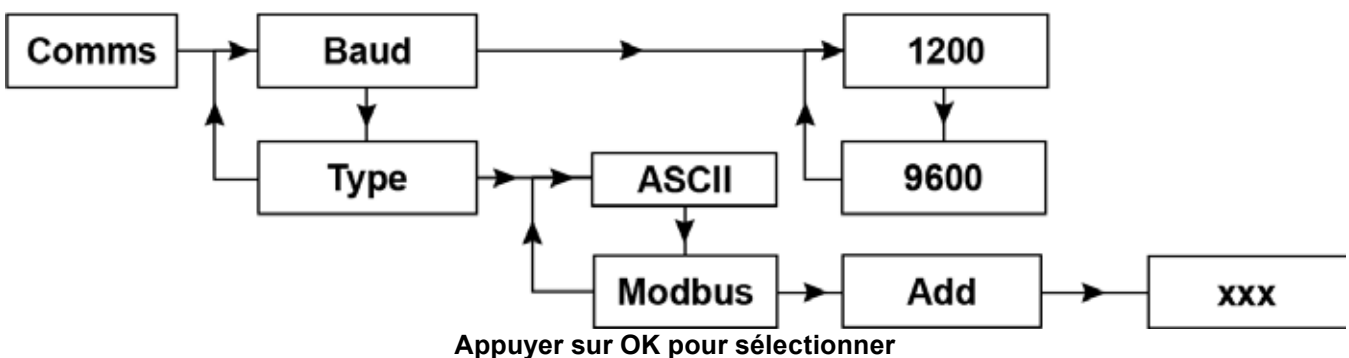 Comms
Baud
1200
Type
ASCII
9600
Modbus
Add
xxx
Appuyer sur OK pour sélectionner